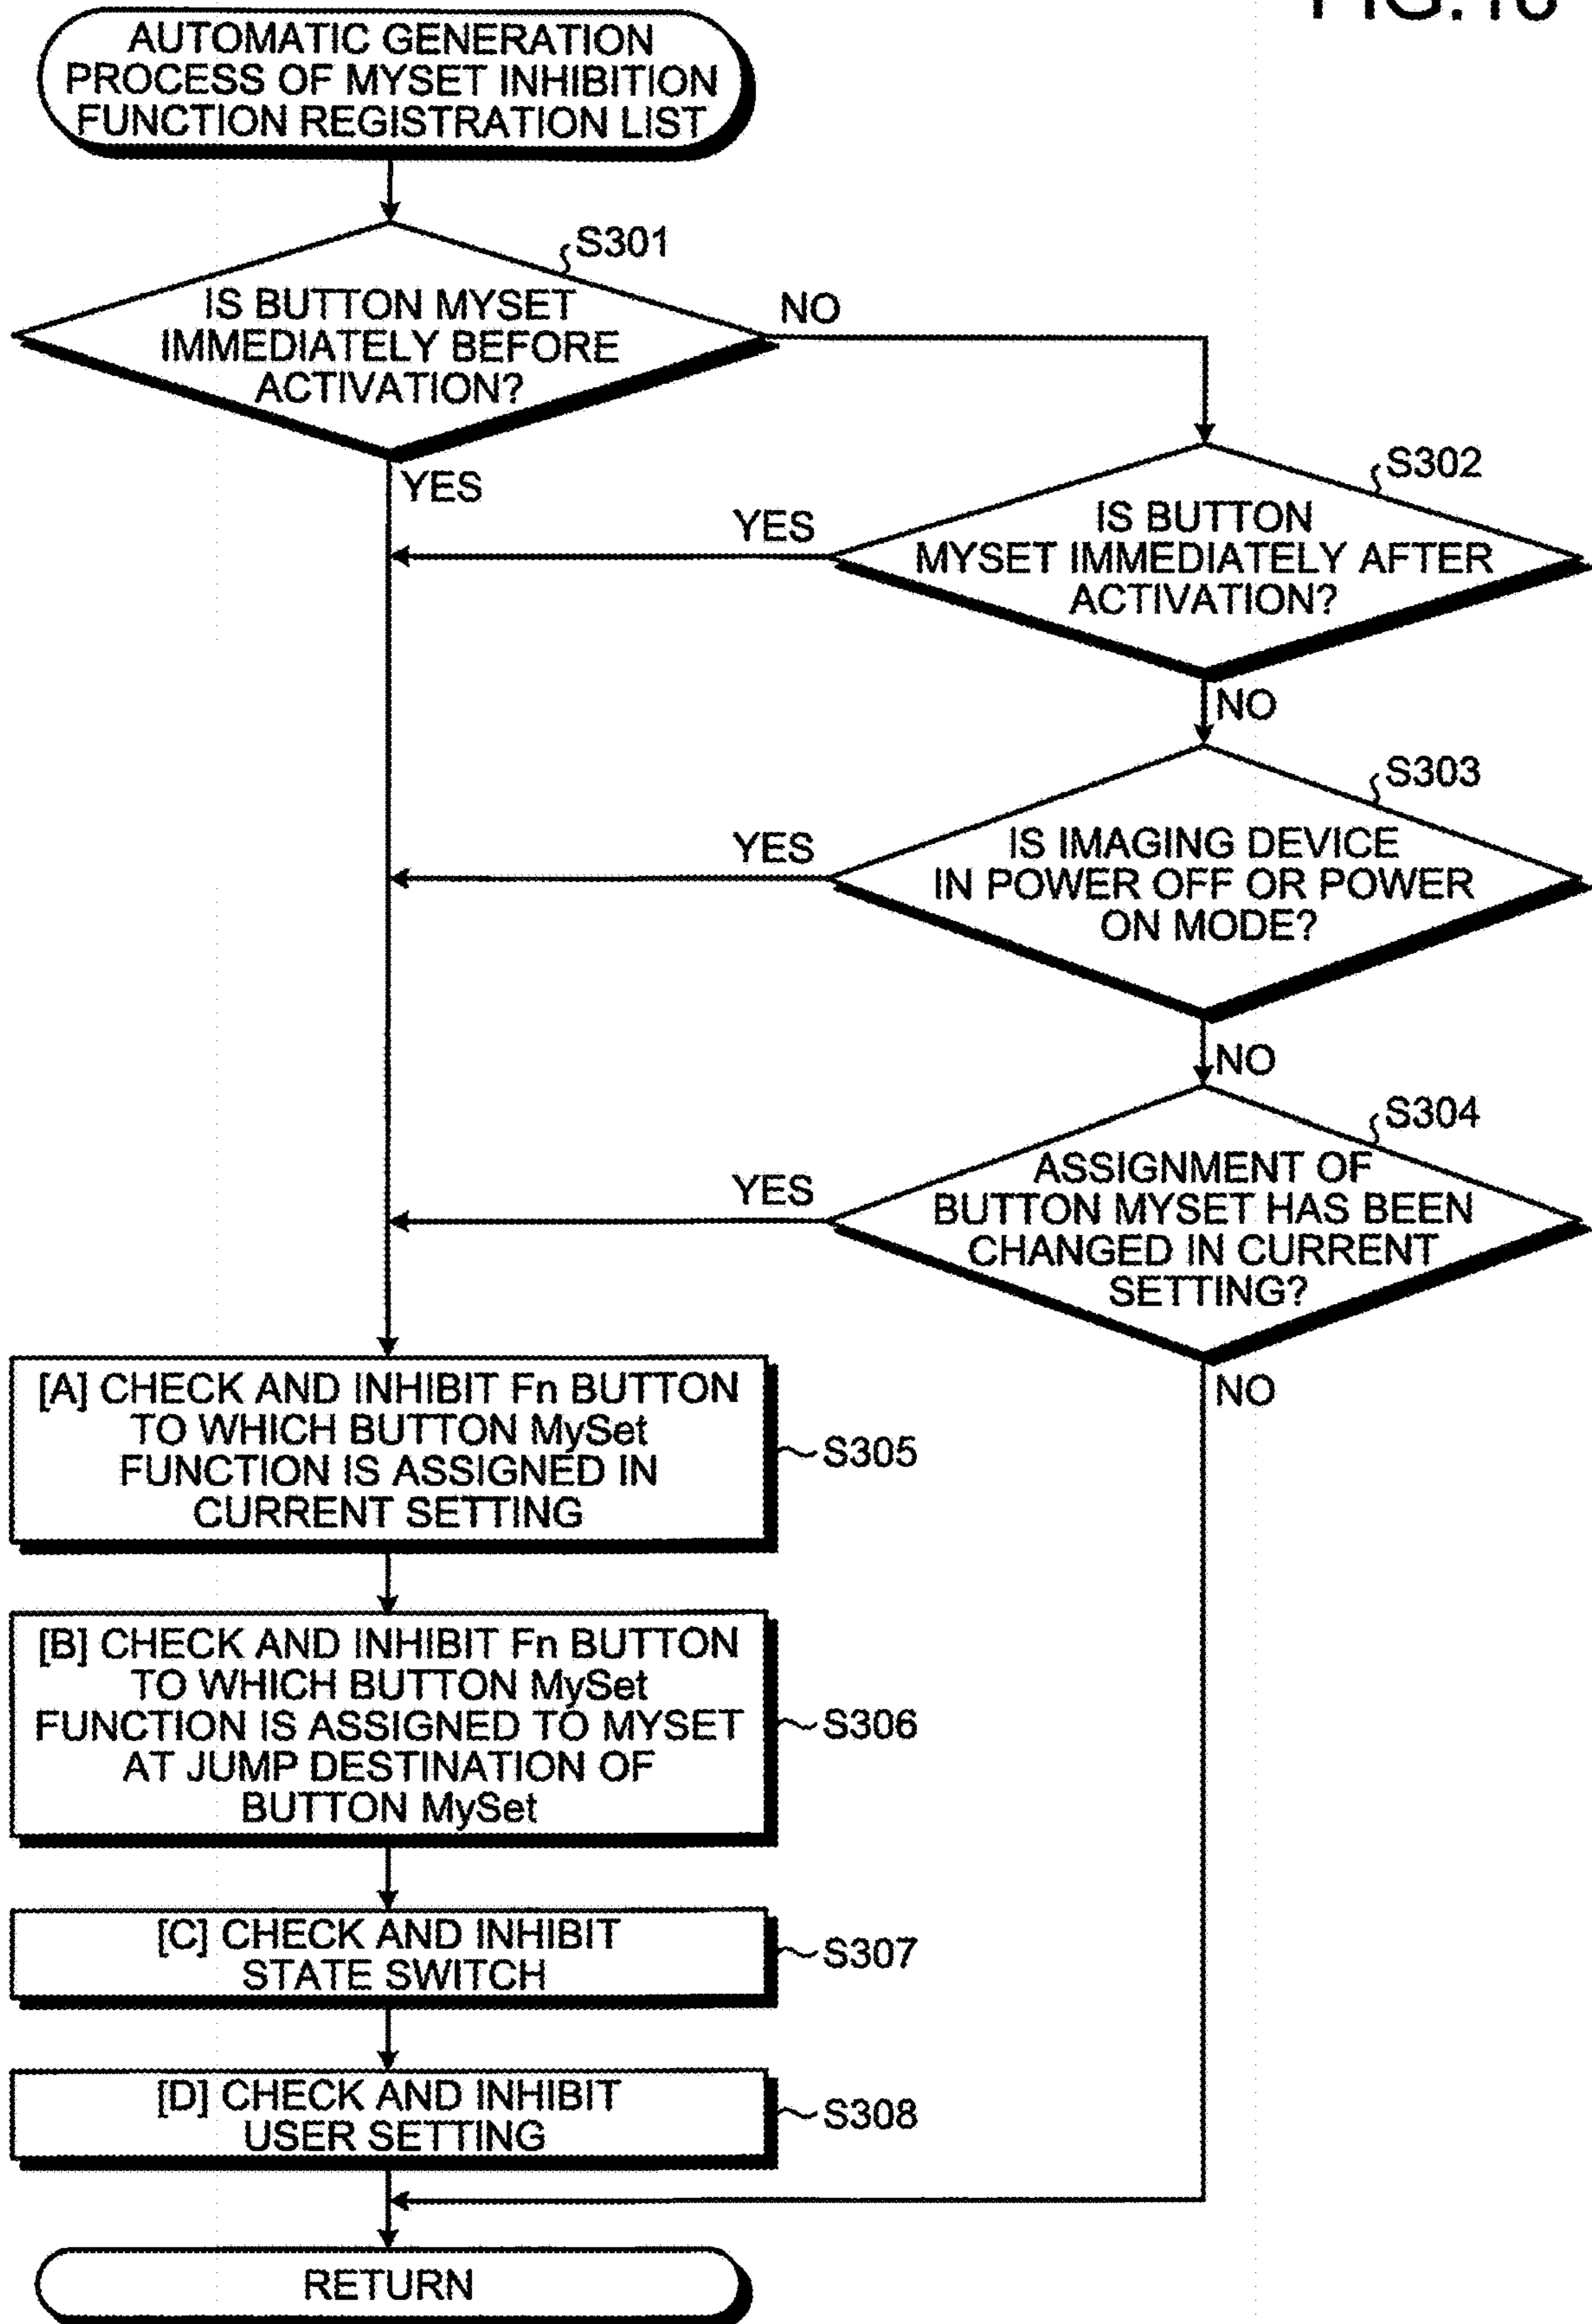 AUTOMATIC GENERATION
PROCESS OF MYSET INHIBITION
FUNCTION REGISTRATION LIST
S301
IS BUTTON MYSET
IMMEDIATELY BEFORE
ACTIVATION?
NO
YES
S302
IS BUTTON
MYSET IMMEDIATELY AFTER
ACTIVATION?
YES
NO
S303
IS IMAGING DEVICE
IN POWER OFF OR POWER
ON MODE?
YES
NO
S304
ASSIGNMENT OF
BUTTON MYSET HAS BEEN
CHANGED IN CURRENT
SETTING?
YES
NO
[A] CHECK AND INHIBIT Fn BUTTON
TO WHICH BUTTON MySet
FUNCTION IS ASSIGNED IN
CURRENT SETTING
S305
[B] CHECK AND INHIBIT Fn BUTTON
TO WHICH BUTTON MySet
FUNCTION IS ASSIGNED TO MYSET
AT JUMP DESTINATION OF
BUTTON MySet
S306
[C] CHECK AND INHIBIT
STATE SWITCH
S307
[D] CHECK AND INHIBIT
USER SETTING
S308
RETURN